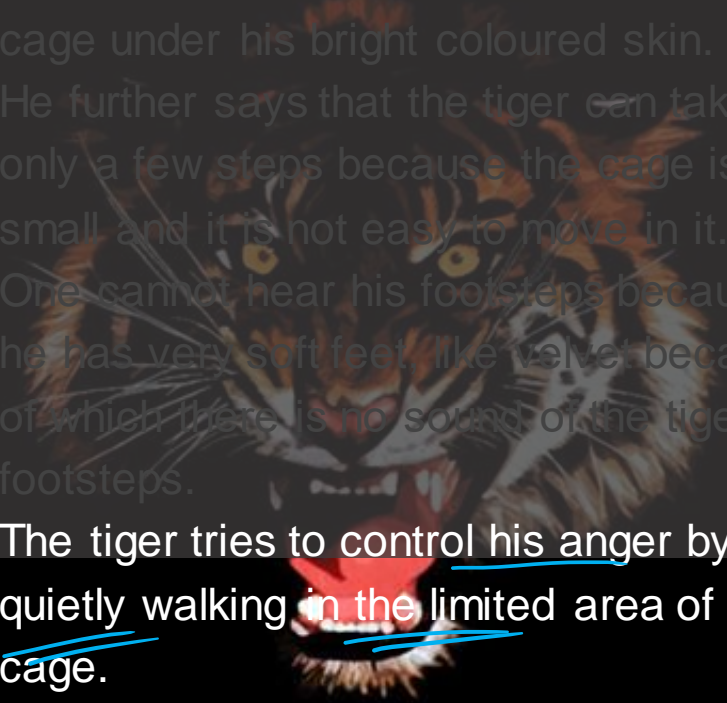 cage under his bright coloured skin.
He further says that the tiger can tak
only a few steps because the cage is
small and it is not easy to move in it.
One cannot hear his footsteps becau
he has very soft feet, like velvet beca
of which there is no sound of the tige
footsteps.
The tiger tries to control his anger by
quietly walking in the limited area of
cage.